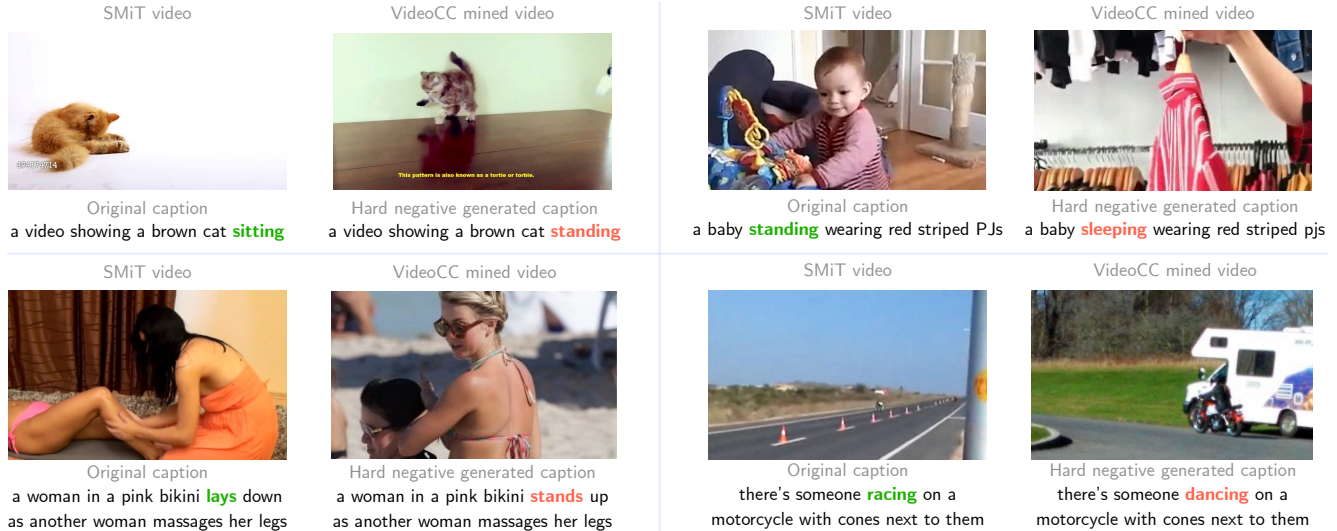 SMiT video
VideoCC mined video
494174714
This pattern is also known as a tortie or torbie.
Original caption
Hard negative generated caption
a video showing a brown cat sitting
a video showing a brown cat standing
SMiT video
VideoCC mined video
Original caption
Hard negative generated caption
a baby standing wearing red striped PJs
a baby sleeping wearing red striped pjs
SMiT video
VideoCC mined video
Original caption
Hard negative generated caption
a woman in a pink bikini lays down
as another woman massages her legs
a woman in a pink bikini stands up
as another woman massages her legs
SMiT video
VideoCC mined video
Original caption
Hard negative generated caption
there's someone racing on a
motorcycle with cones next to them
there's someone dancing on a
motorcycle with cones next to them